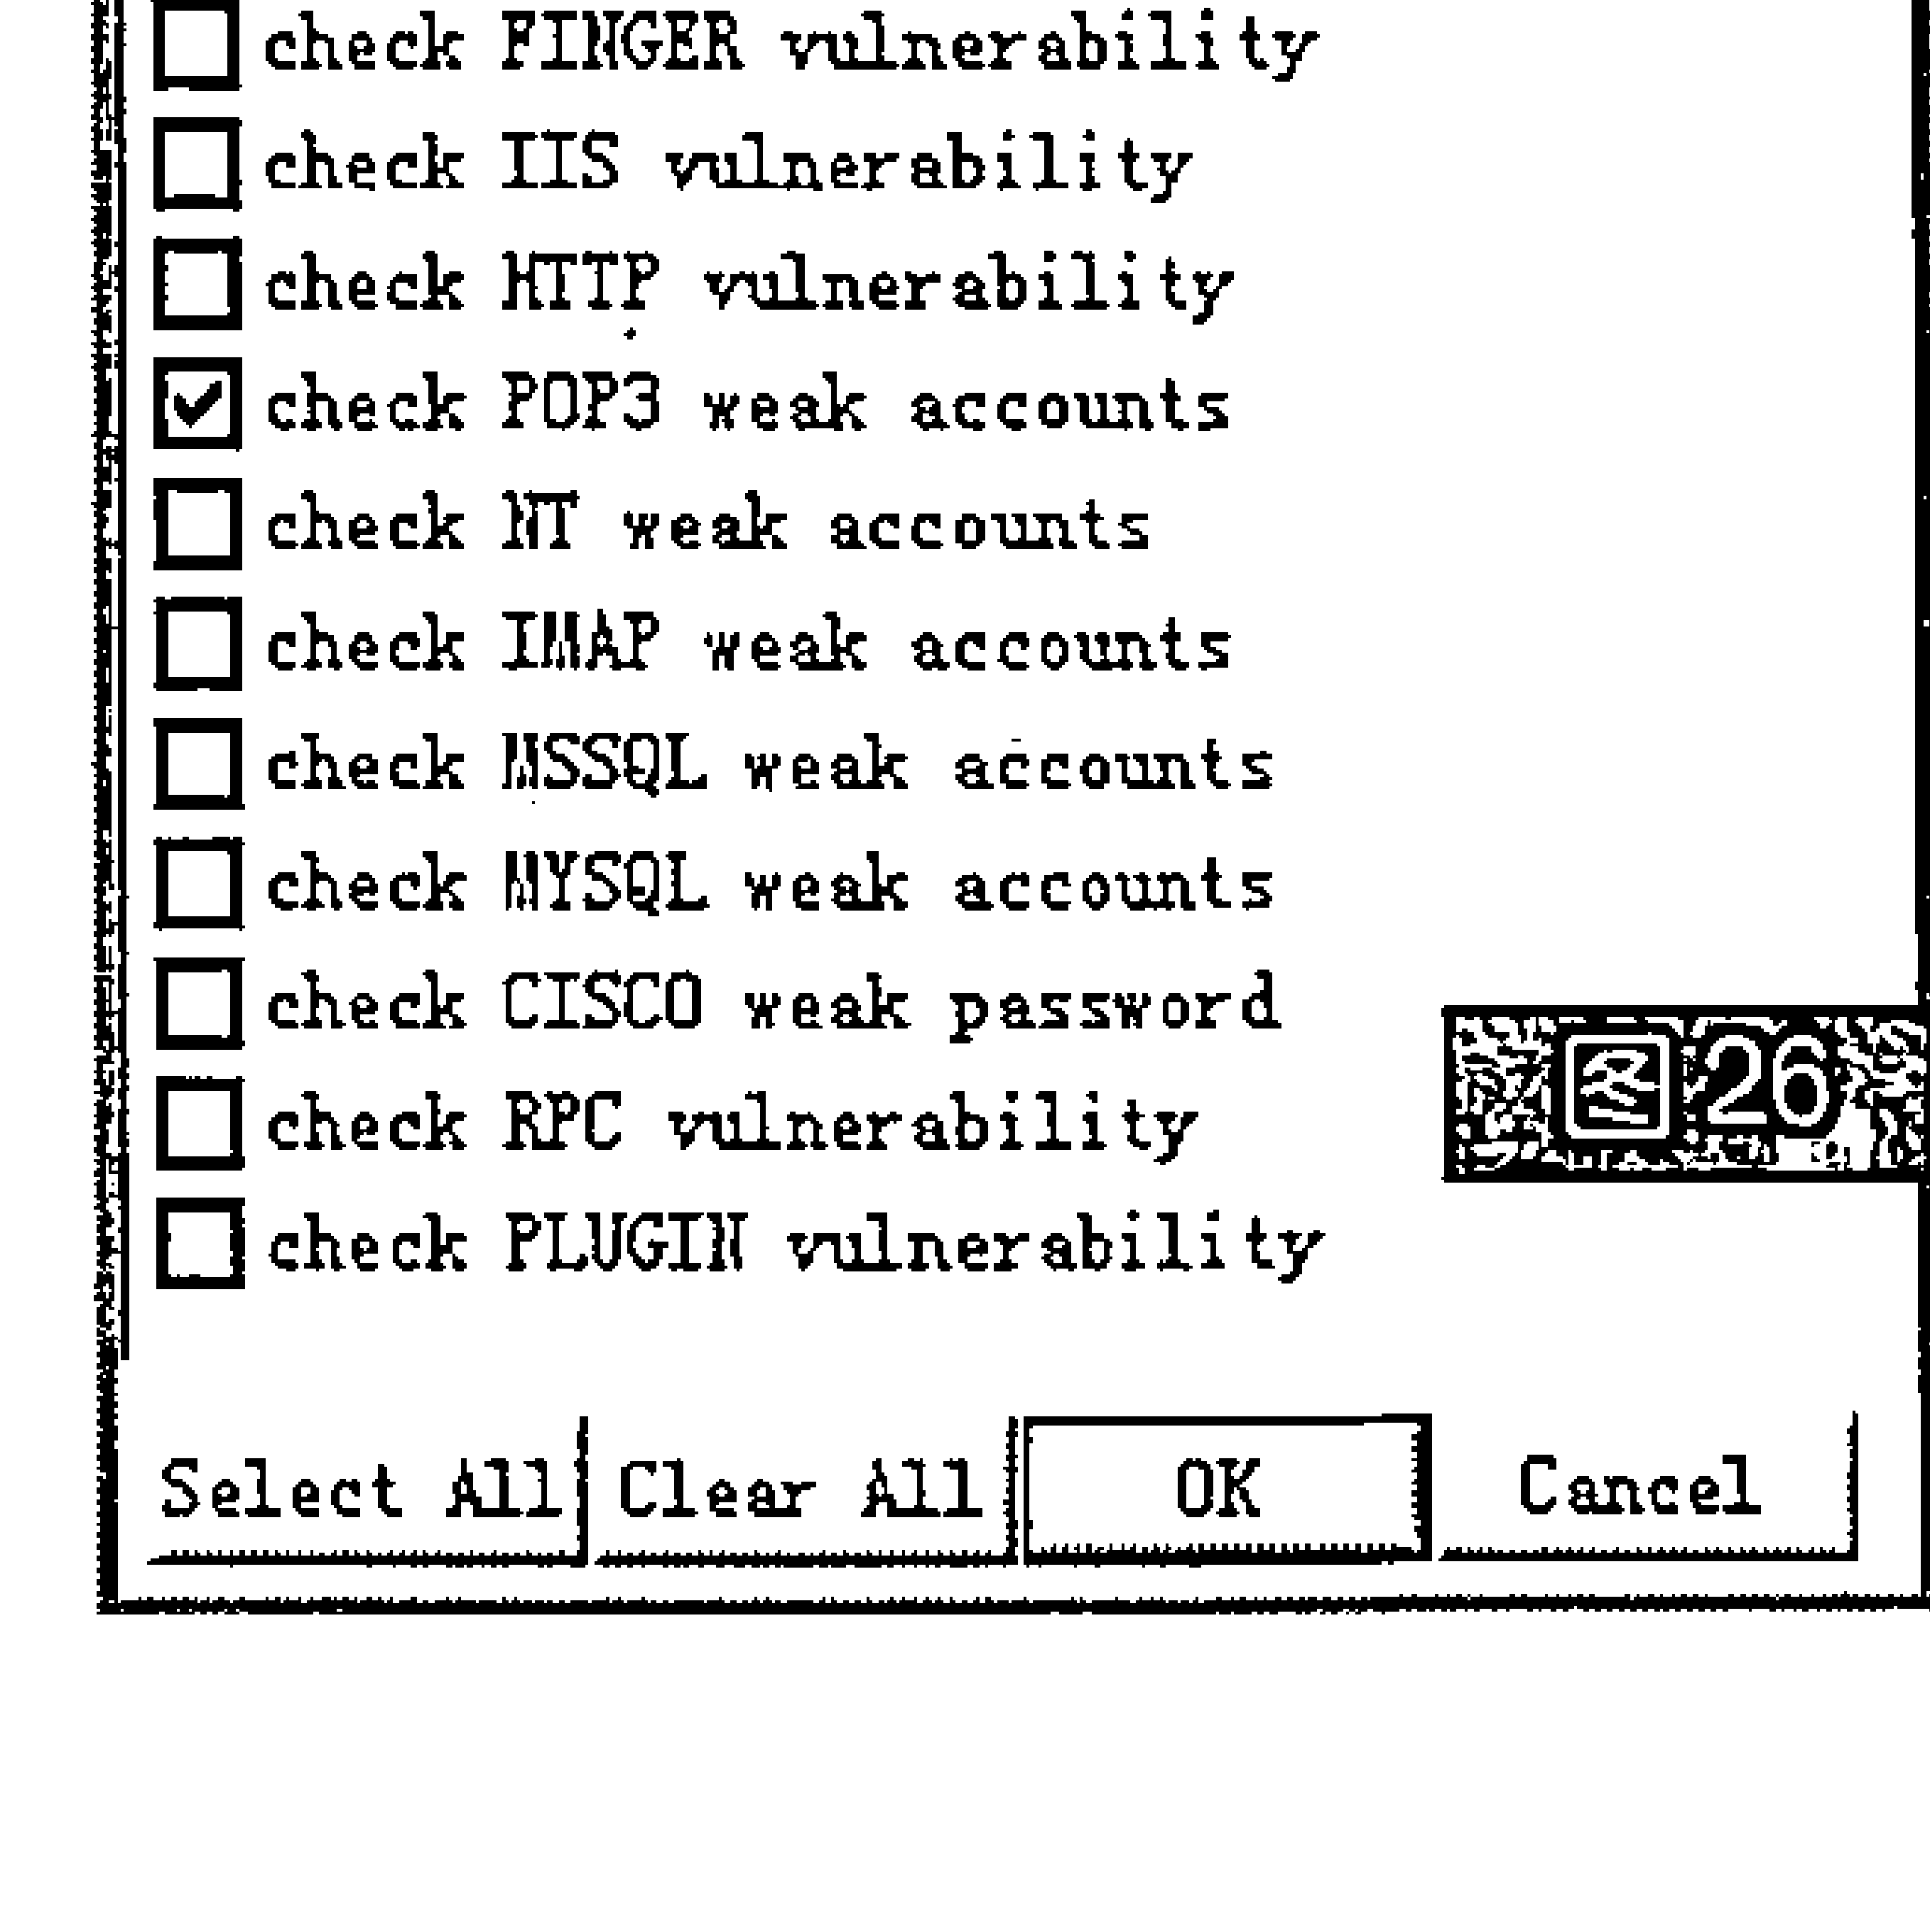 check FINGER vulnerability
check IIS vulnerability
check HTTP vulnerability
check POP3 weak accounts
check NT weak accounts
check IMAP weak accounts
check MSSQL weak accounts
check MYSQL weak accounts
check CISCO weak password
图26
check RPC vulnerability
check PLUGIN vulnerability
Select All Clear All OK Cancel